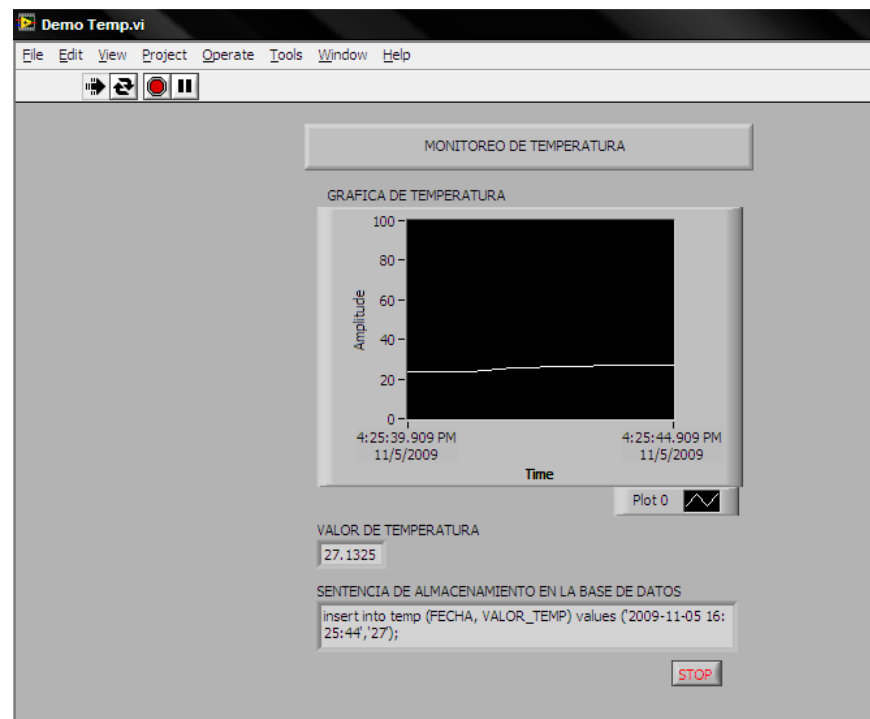 Demo Temp.vi
File Edit View Project Operate Tools Window Help
MONITOREO DE TEMPERATURA
GRAFICA DE TEMPERATURA
100
80
60
40
20
0
Amplitude
4:25:39.909 PM
11/5/2009
4:25:44.909 PM
11/5/2009
Time
Plot 0
VALOR DE TEMPERATURA
27.1325
SENTENCIA DE ALMACENAMIENTO EN LA BASE DE DATOS
insert into temp (FECHA, VALOR_TEMP) values ('2009-11-05 16:
25:44','27');
STOP